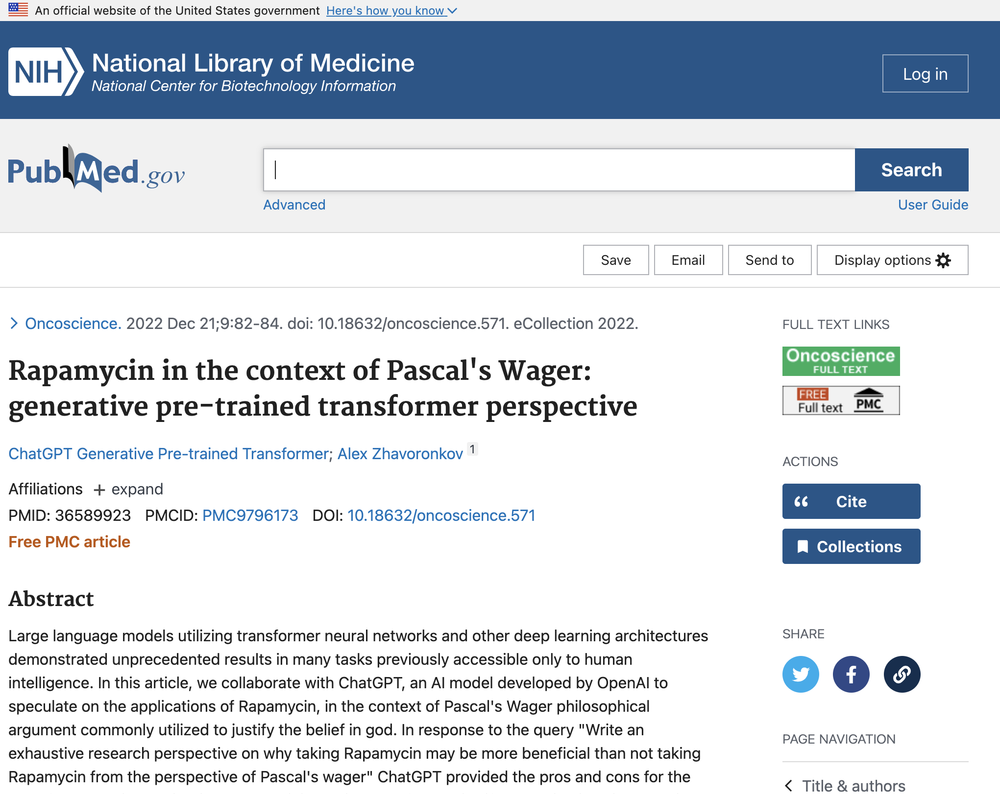 An official website of the United States government Here's how you know
NIH National Library of Medicine
National Center for Biotechnology Information
Log in
PubMed.gov
Search
Advanced
User Guide
Save
Email
Send to
Display options
Oncoscience. 2022 Dec 21;9:82-84. doi: 10.18632/oncoscience.571. eCollection 2022.
Rapamycin in the context of Pascal's Wager:
generative pre-trained transformer perspective
ChatGPT Generative Pre-trained Transformer; Alex Zhavoronkov 1
Affiliations + expand
PMID: 36589923 PMCID: PMC9796173 DOI: 10.18632/oncoscience.571
Free PMC article
Abstract
Large language models utilizing transformer neural networks and other deep learning architectures
demonstrated unprecedented results in many tasks previously accessible only to human
intelligence. In this article, we collaborate with ChatGPT, an AI model developed by OpenAI to
speculate on the applications of Rapamycin, in the context of Pascal's Wager philosophical
argument commonly utilized to justify the belief in god. In response to the query "Write an
exhaustive research perspective on why taking Rapamycin may be more beneficial than not taking
Rapamycin from the perspective of Pascal's wager" ChatGPT provided the pros and cons for the
FULL TEXT LINKS
Oncoscience
FULL TEXT
FREE
Full text PMC
ACTIONS
Cite
Collections
SHARE
PAGE NAVIGATION
Title & authors